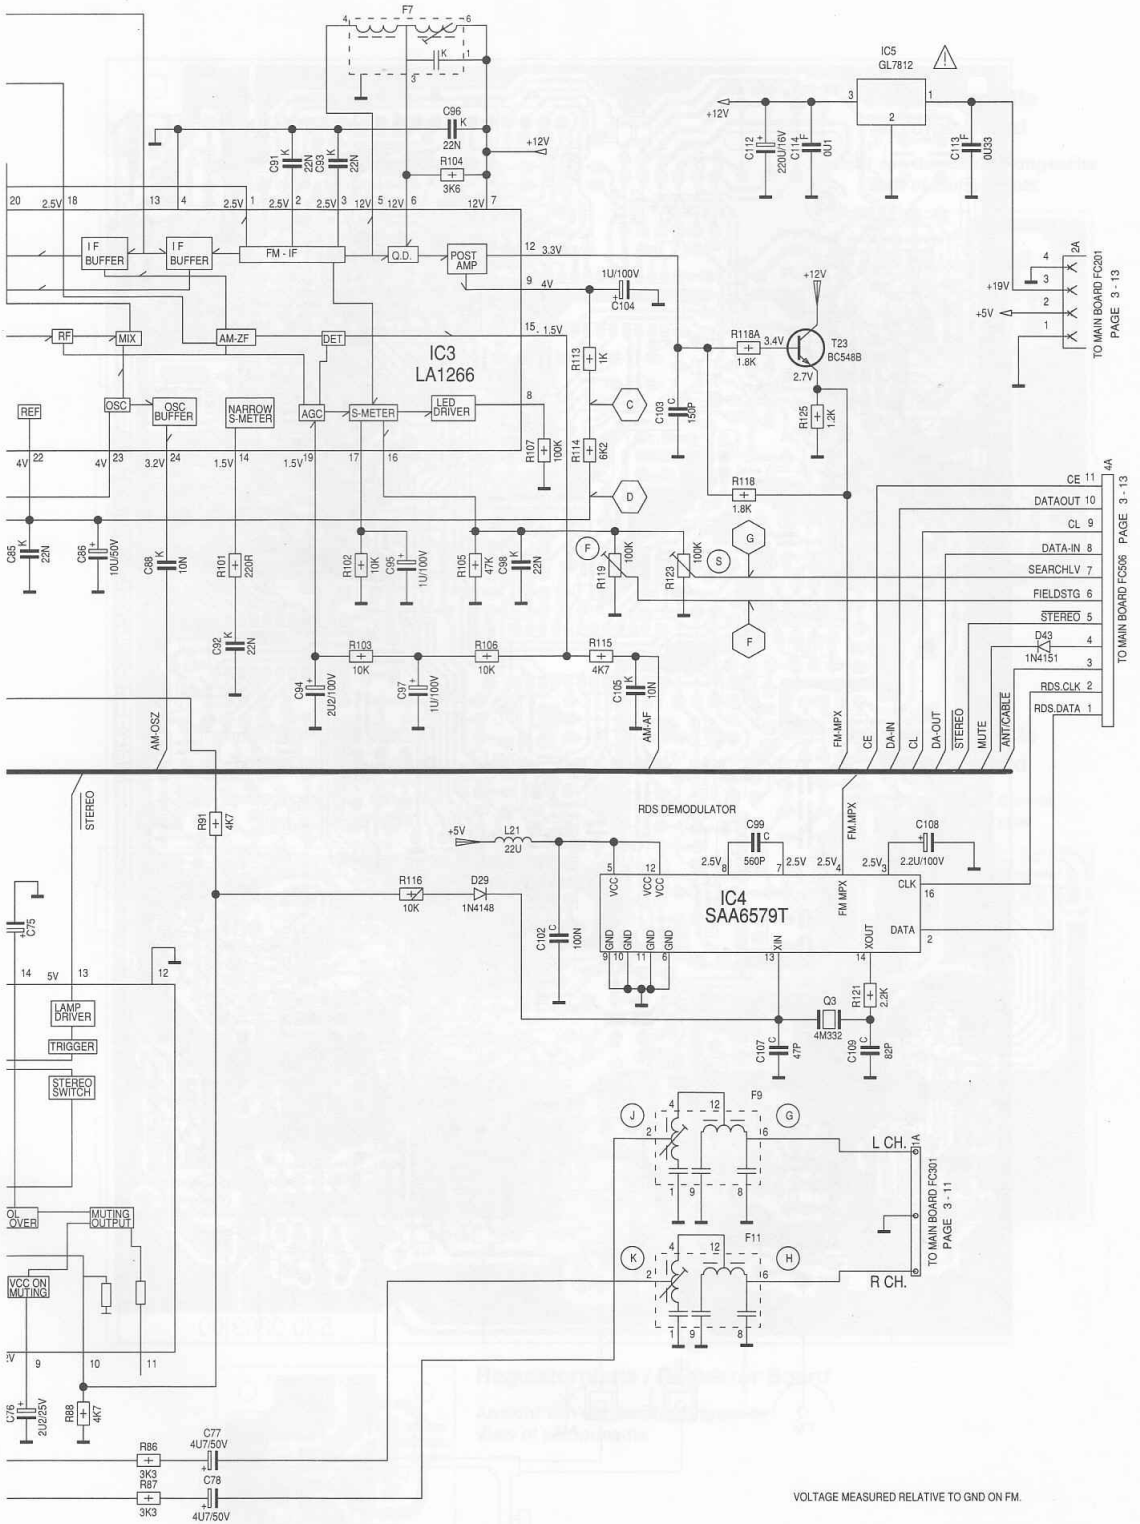 F7
4
6
K
1
3
IC5
GL7812
3
1
2
+12V
C112
+
220U/16V
C114
F
0U1
C113
F
0U33
C96
K
22N
+12V
C91
K
22N
C93
K
22N
R104
3K6
20
2.5V
18
13
4
2.5V
1
2.5V
2
2.5V
3
12V
5
12V
6
12V
7
IF
BUFFER
IF
BUFFER
FM-IF
Q.D.
POST
AMP
12
3.3V
9
4V
1U/100V
+
C104
15
1.5V
RF
MIX
AM-ZF
DET
IC3
LA1266
REF
OSC
OSC
BUFFER
NARROW
S-METER
AGC
S-METER
LED
DRIVER
8
R107
100K
R113
1K
C
R114
6K2
D
+12V
R118A
1.8K
3.4V
T23
BC548B
2.7V
C103
C
150P
R125
1.2K
R118
1.8K
4
3
+19V
2
+5V
1
2A
TO MAIN BOARD FC201
PAGE 3-13
4V
22
4V
23
3.2V
24
1.5V
14
1.5V
19
17
16
C85
K
22N
C86
+
10U/50V
C88
K
10N
R101
220R
C92
K
22N
R102
10K
C95
+
1U/100V
R105
47K
C98
K
22N
F
R119
100K
R123
100K
S
G
F
R103
10K
R106
10K
R115
4K7
C94
+
2U2/100V
C97
+
1U/100V
C105
K
10N
CE 11
DATAOUT 10
CL 9
DATA-IN 8
SEARCHLV 7
FIELDSTG 6
STEREO 5
D43
1N4151
4
3
RDS.CLK 2
RDS.DATA 1
4A
TO MAIN BOARD FC506
PAGE 3-13
AM-OSZ
AM-AF
FM-MPX
CE
DA-IN
CL
DA-OUT
STEREO
MUTE
ANT/CABLE
STEREO
R91
4K7
RDS DEMODULATOR
FM.MPX
+5V
L21
22U
C99
C
560P
C108
+
2.2U/100V
5
12
2.5V
8
7
2.5V
2.5V
4
2.5V
3
VCC
VCC
VCC
FM MPX
CLK
16
IC4
SAA6579T
DATA
2
GND
GND
GND
GND
9
10
11
6
XIN
13
XOUT
14
R116
10K
D29
1N4148
C102
C
100N
R121
2.2K
Q3
4M332
C107
C
47P
C109
C
82P
C75
+
14
5V
13
12
LAMP
DRIVER
TRIGGER
STEREO
SWITCH
J
4
12
F9
G
2
6
1
9
8
L CH.
1A
TO MAIN BOARD FC301
PAGE 3-11
OL
OVER
MUTING
OUTPUT
K
4
12
F11
H
2
6
1
9
8
R CH.
VCC ON
MUTING
9
10
11
C76
+
2U2/25V
R88
4K7
R86
3K3
C77
4U7/50V
+
R87
3K3
C78
4U7/50V
+
VOLTAGE MEASURED RELATIVE TO GND ON FM.